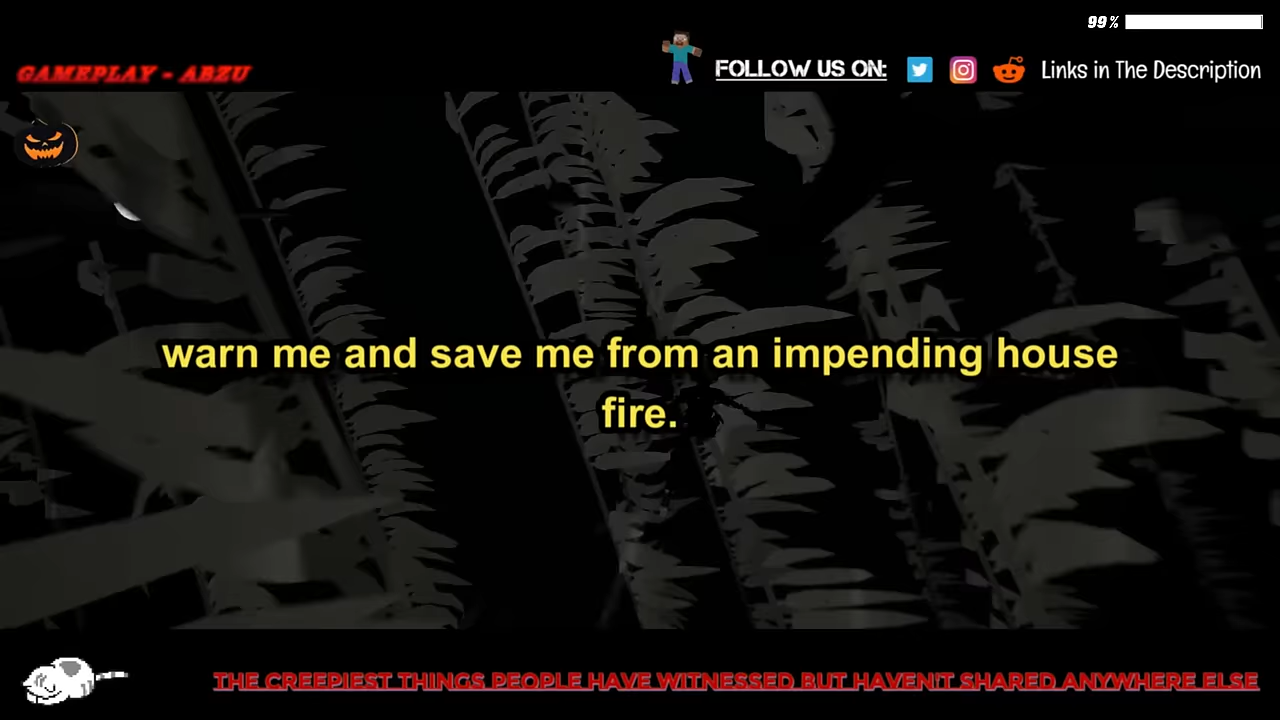 99%
GAMEPLAY - ABZU
FOLLOW US ON:
Links in The Description
warn me and save me from an impending house
fire.
THE CREEPIEST THINGS PEOPLE HAVE WITNESSED BUT HAVEN'T SHARED ANYWHERE ELSE